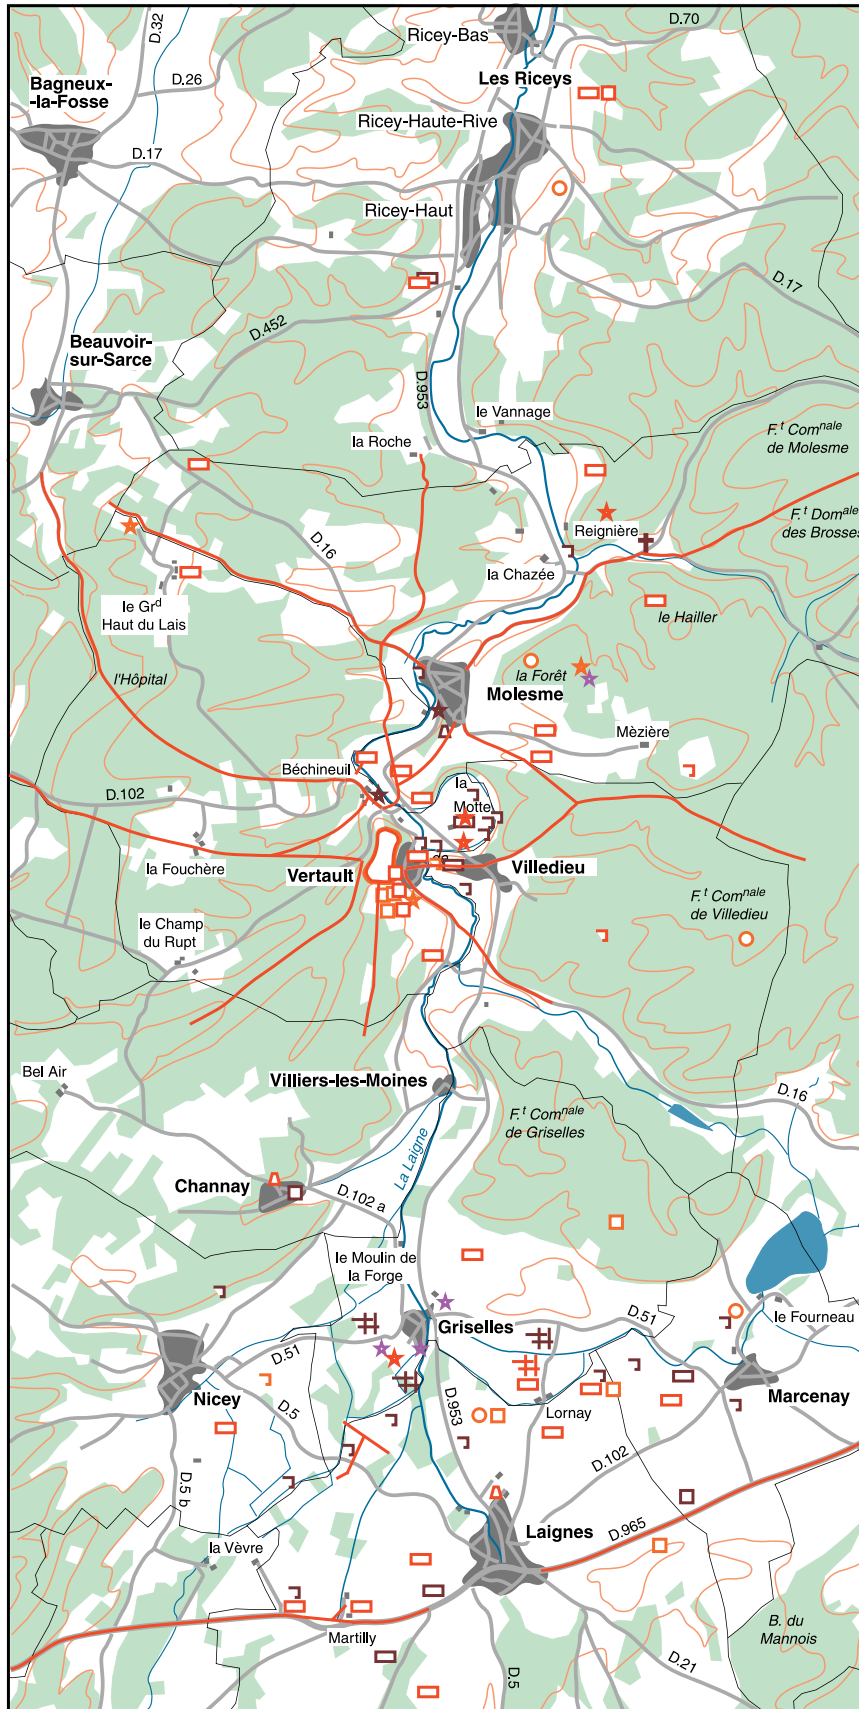 Ricey-Bas
D.70
D.32
D.26
Les Riceys
Bagneux-
-la-Fosse
Ricey-Haute-Rive
D.17
Ricey-Haut
D.17
D.452
Beauvoir-
sur-Sarce
D.953
le Vannage
la Roche
F.t Comnale
de Molesme
F.t Domale
des Brosses
Reignière
D.16
la Chazée
le Grd
Haut du Lais
le Hailler
la Forêt
l'Hôpital
Molesme
Mèzière
Béchineuil
la
Motte
D.102
de
la Fouchère
Vertault
Villedieu
F.t Comnale
de Villedieu
le Champ
du Rupt
Bel Air
Villiers-les-Moines
D.16
F.t Comnale
de Griselles
La Laigne
Channay
D.102 a
le Moulin de
la Forge
le Fourneau
Griselles
D.51
D.51
Nicey
Marcenay
D.5
D.953
Lornay
D.102
D.5 b
Laignes
D.965
la Vèvre
B. du
Mannois
Martilly
D.5
D.21